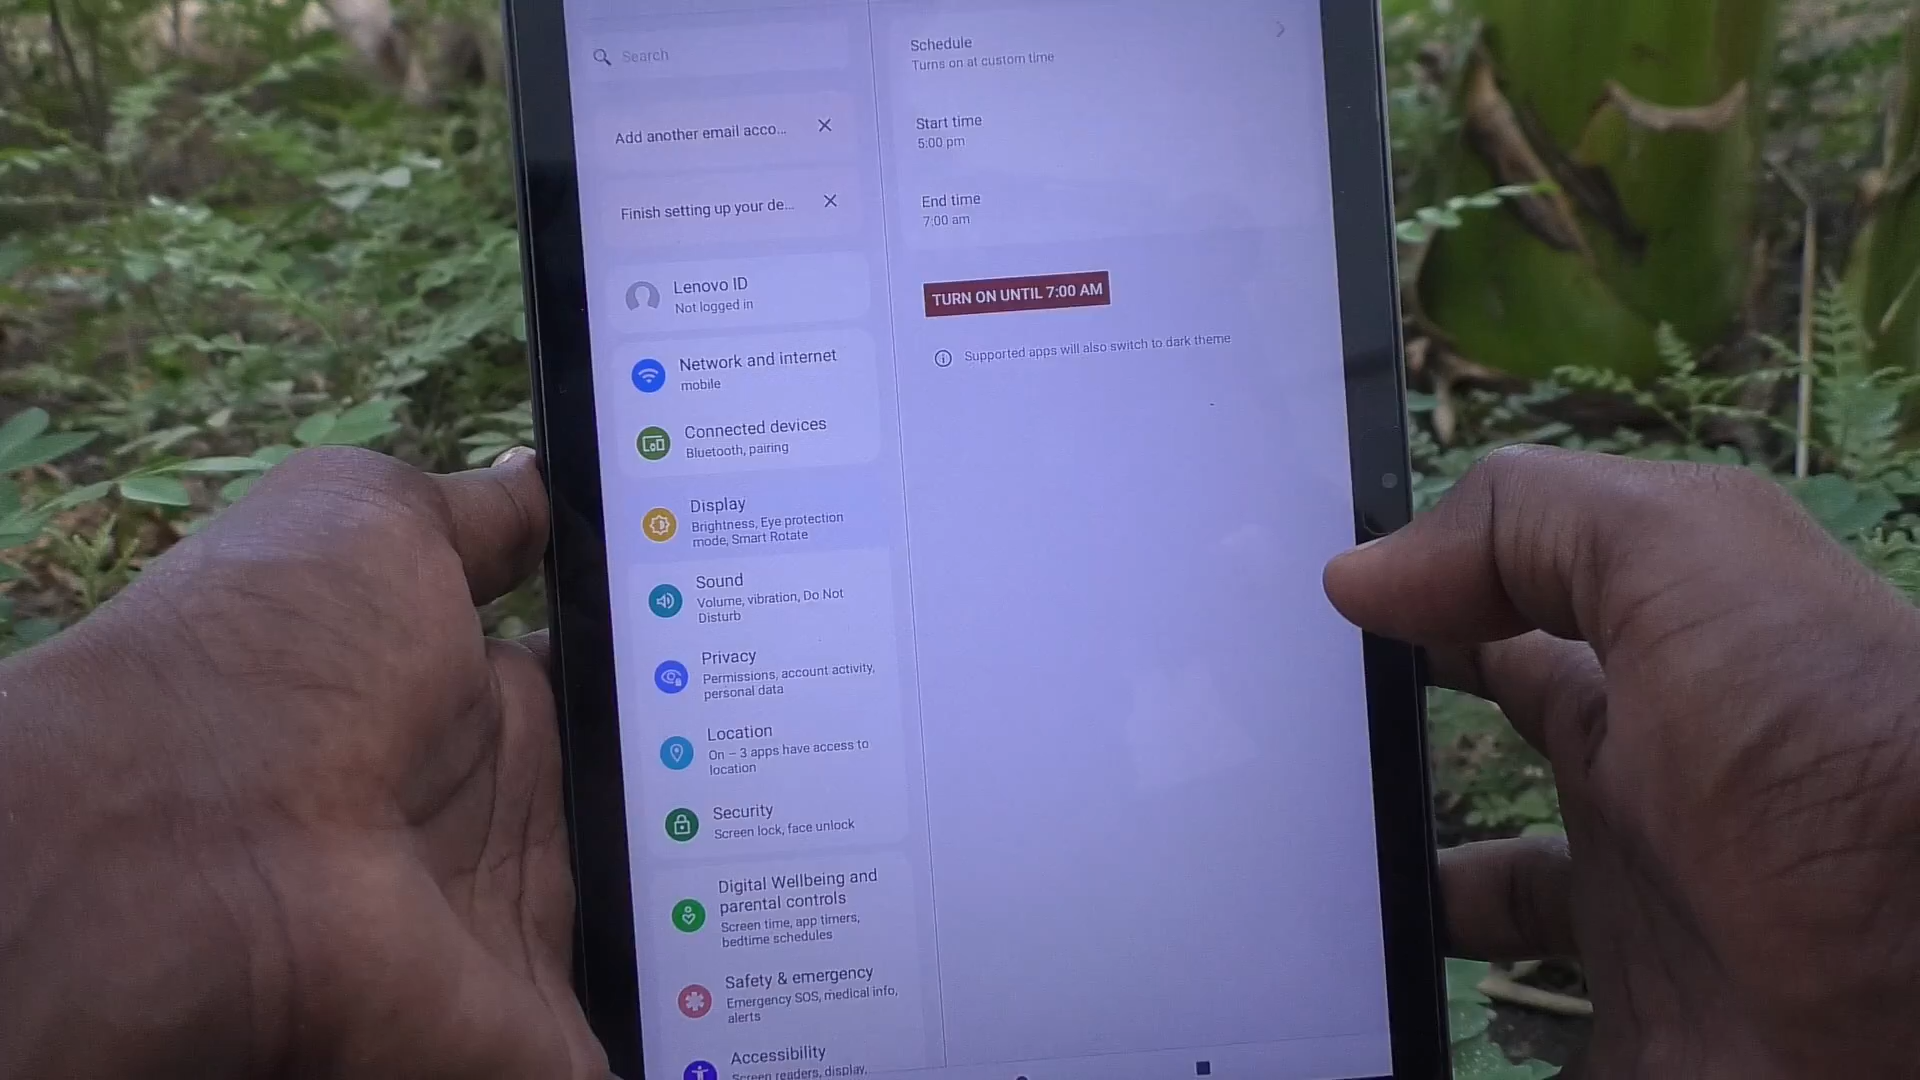 Search
Add another email acco...
Finish setting up your de...
Lenovo ID
Not logged in
Network and internet
mobile
Connected devices
Bluetooth, pairing
Display
Brightness, Eye protection
mode, Smart Rotate
Sound
Volume, vibration, Do Not
Disturb
Privacy
Permissions, account activity,
personal data
Location
On – 3 apps have access to
location
Security
Screen lock, face unlock
Digital Wellbeing and
parental controls
Screen time, app timers,
bedtime schedules
Safety & emergency
Emergency SOS, medical info,
alerts
Accessibility
Screen readers, display,
Schedule
Turns on at custom time
Start time
5:00 pm
End time
7:00 am
TURN ON UNTIL 7:00 AM
Supported apps will also switch to dark theme